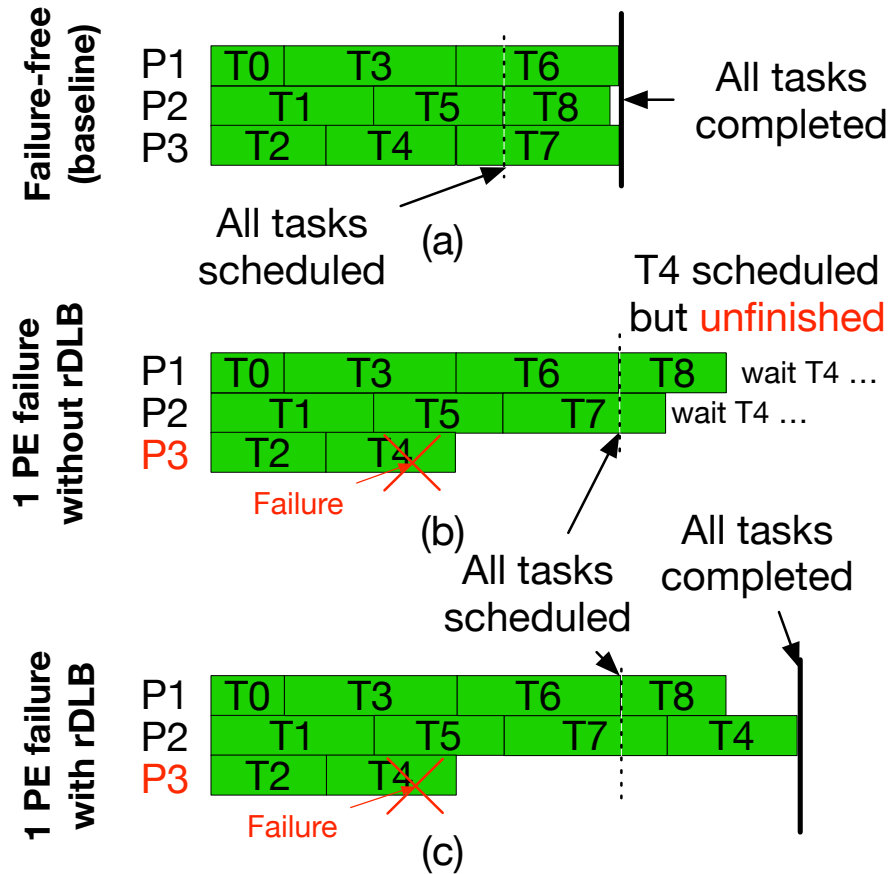 Failure-free
(baseline)
P1 T0 T3 T6
P2 T1 T5 T8
P3 T2 T4 T7
All tasks
completed
All tasks
scheduled
(a)
T4 scheduled
but unfinished
1 PE failure
without rDLB
P1 T0 T3 T6 T8 wait T4 ...
P2 T1 T5 T7 wait T4 ...
P3 T2 T4
Failure
(b)
All tasks
scheduled
All tasks
completed
1 PE failure
with rDLB
P1 T0 T3 T6 T8
P2 T1 T5 T7 T4
P3 T2 T4
Failure
(c)